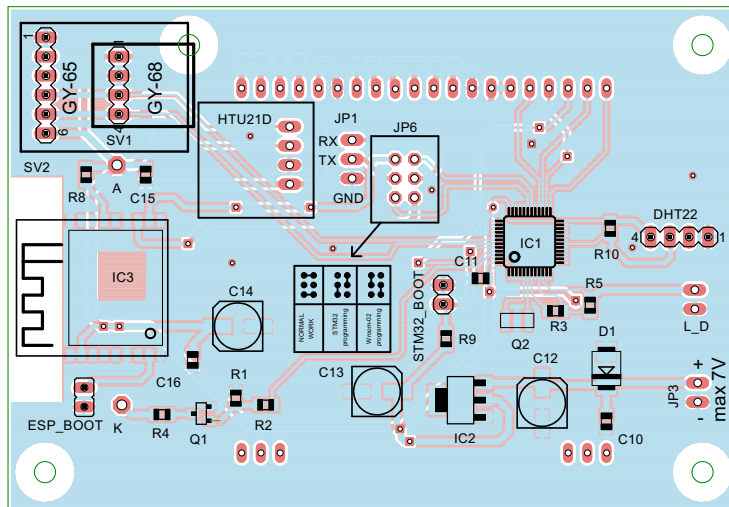 1
GY-65
6
SV2
1
GY-68
4
SV1
HTU21D
JP1
RX
TX
GND
JP6
R8
A
C15
IC3
C14
C16
NORMAL
WORK
STM32
programming
Wroom-02
programming
STM32_BOOT
C11
IC1
R10
DHT22
4
1
R5
R3
Q2
L_D
R9
C13
C12
D1
+
JP3
-
max 7V
IC2
C10
ESP_BOOT
K
R4
Q1
R1
R2